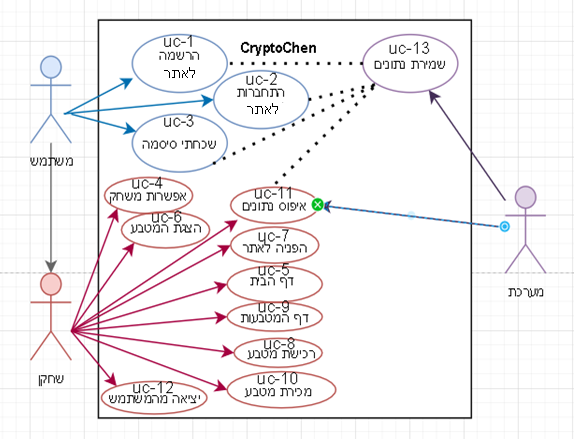 CryptoChen
uc-1
הרשמה
לאתר
uc-13
שמירת נתונים
uc-2
התחברות
לאתר
uc-3
שכחתי סיסמה
משתמש
uc-4
אפשרות משחק
uc-11
איפוס נתונים
uc-6
הצגת המטבע
uc-7
הפניה לאתר
uc-5
דף הבית
uc-9
דף המטבעות
uc-8
רכישת מטבע
uc-10
מכירת מטבע
uc-12
יציאה מהמשתמש
שחקן
מערכת